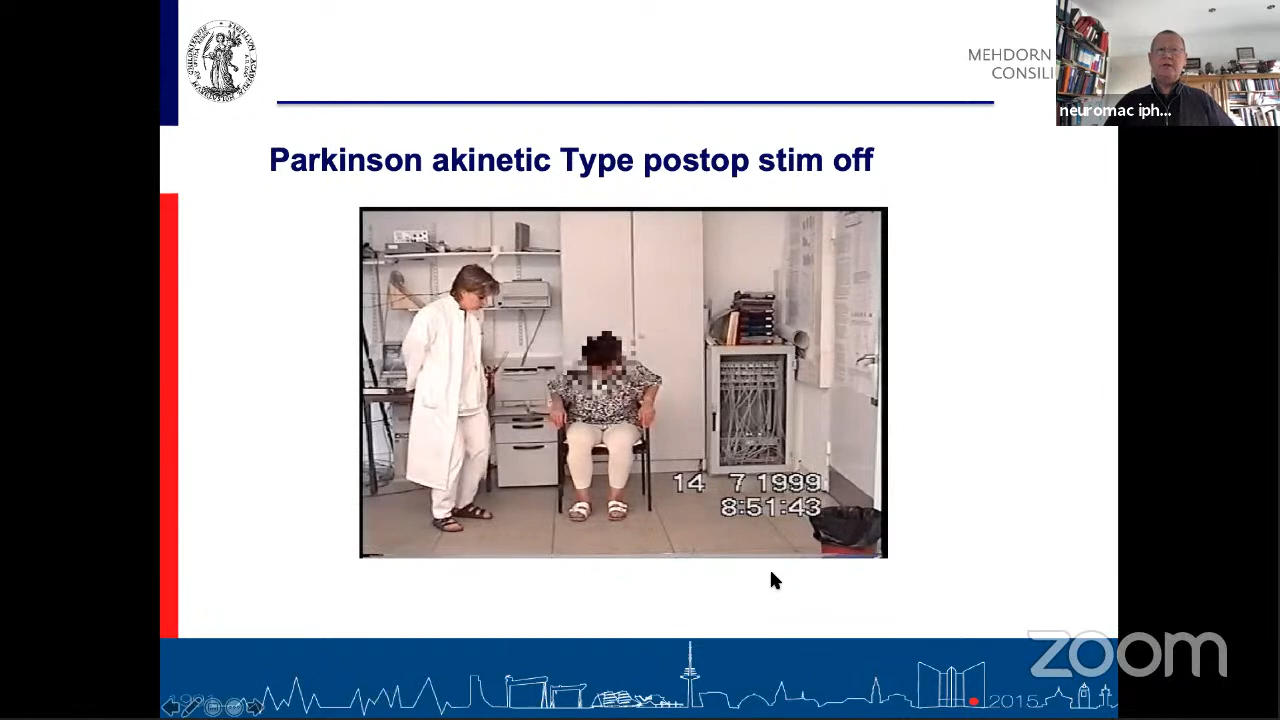 MEHDORN
CONSILI
neuromac iph...
Parkinson akinetic Type postop stim off
14 7 1999
8:51:43
zoom
2015